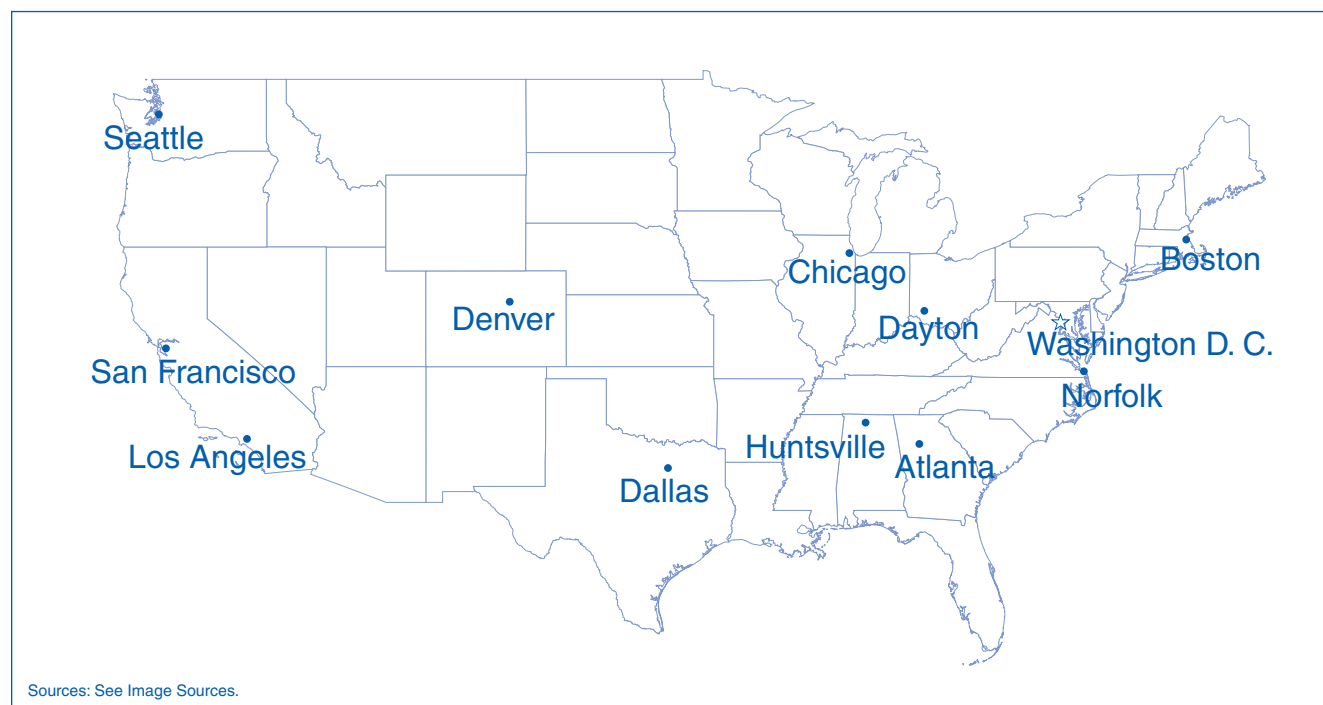 Seattle
Boston
Chicago
Denver
Dayton
Washington D. C.
San Francisco
Norfolk
Huntsville
Los Angeles
Atlanta
Dallas
Sources: See Image Sources.